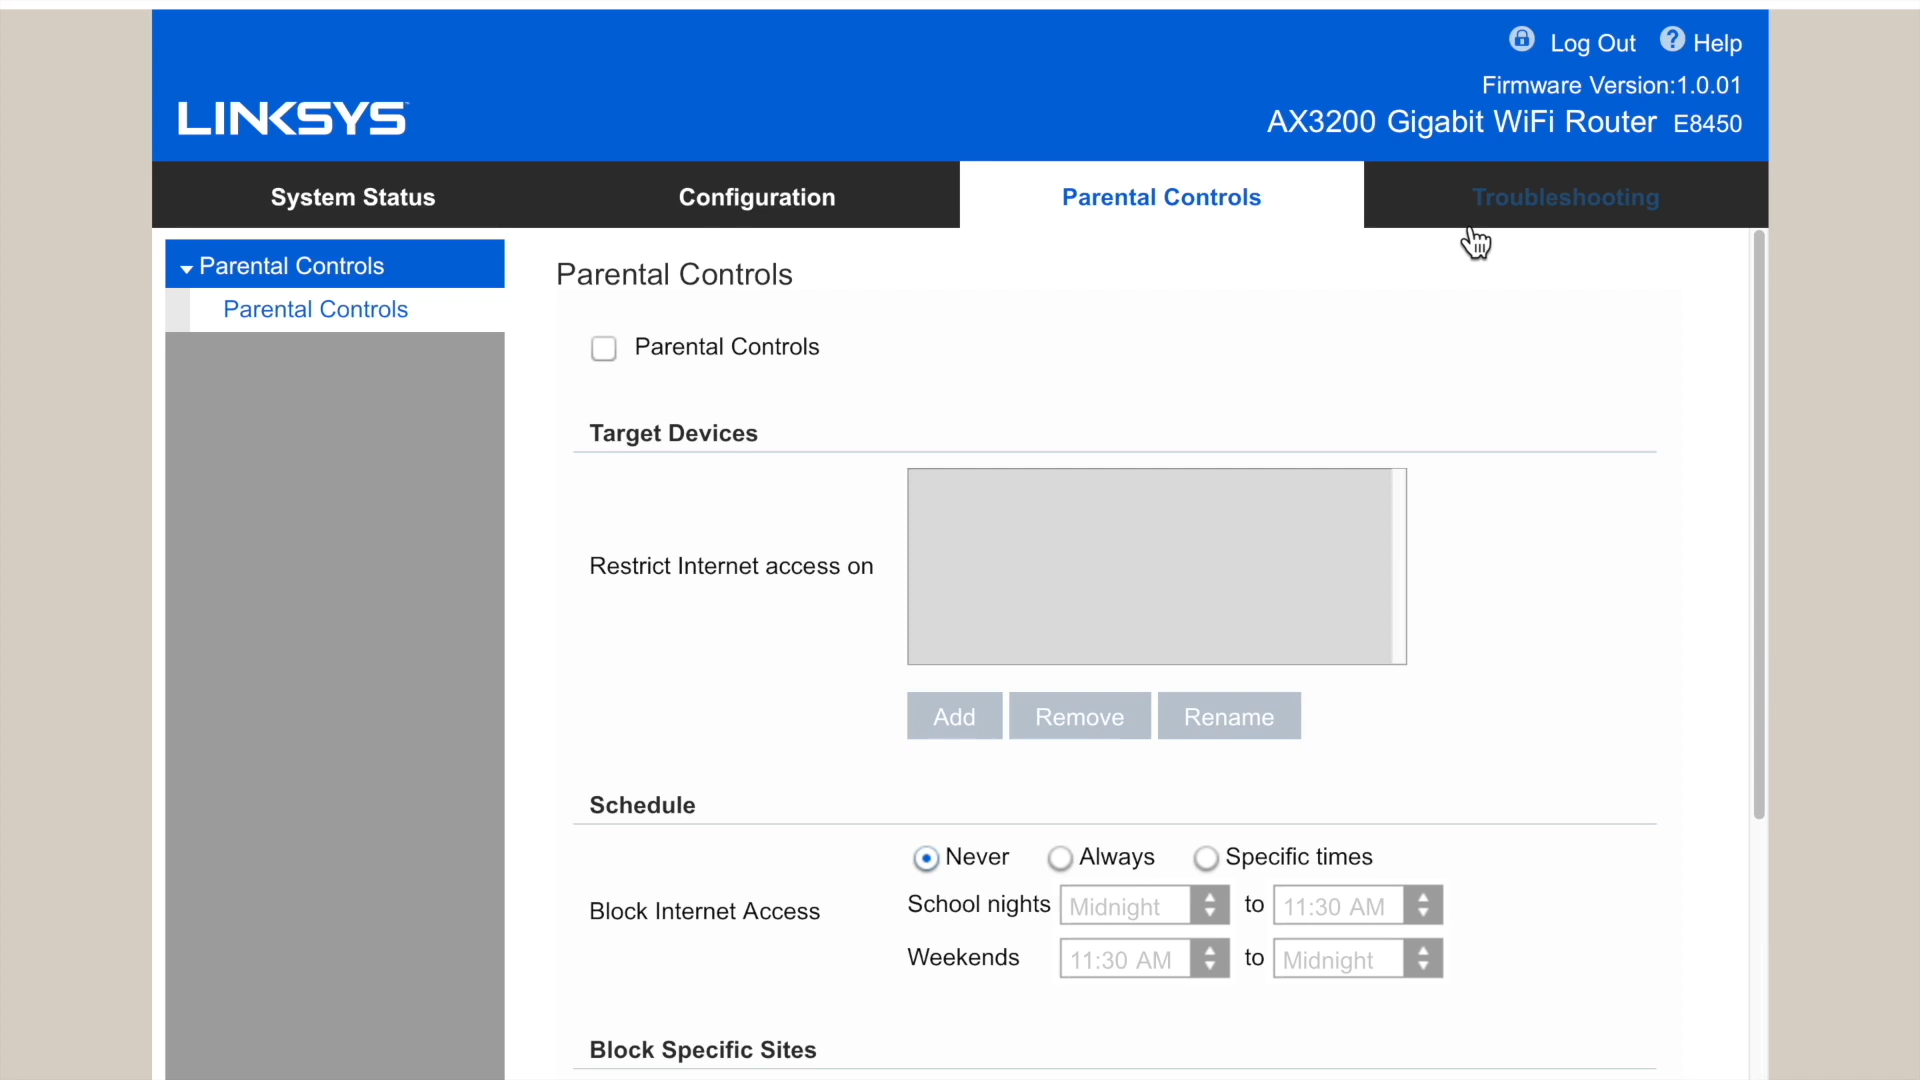 Log Out Help
Firmware Version:1.0.01
LINKSYS
AX3200 Gigabit WiFi Router E8450
System Status Configuration Parental Controls Troubleshooting
Parental Controls
Parental Controls
Parental Controls
Parental Controls
Target Devices
Restrict Internet access on
Add Remove Rename
Schedule
Never Always Specific times
Block Internet Access
School nights Midnight to 11:30 AM
Weekends 11:30 AM to Midnight
Block Specific Sites